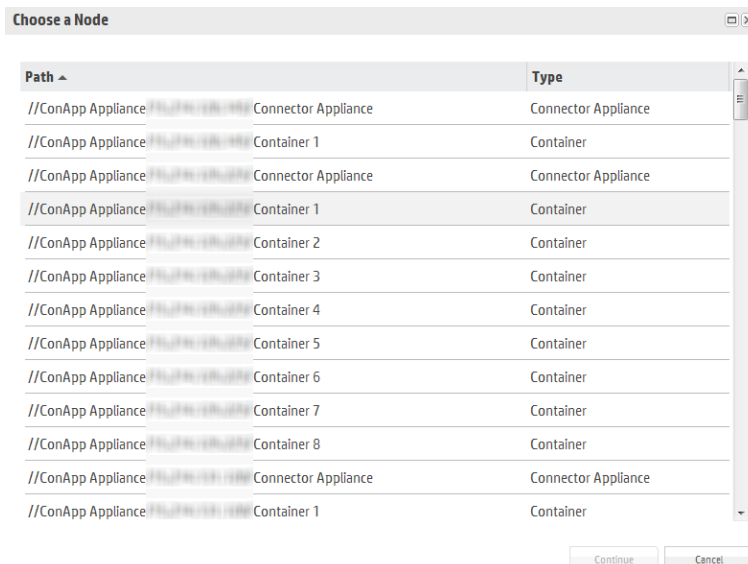 Choose a Node
Path Type
//ConApp Appliance Connector Appliance Connector Appliance
//ConApp Appliance Container 1 Container
//ConApp Appliance Connector Appliance Connector Appliance
//ConApp Appliance Container 1 Container
//ConApp Appliance Container 2 Container
//ConApp Appliance Container 3 Container
//ConApp Appliance Container 4 Container
//ConApp Appliance Container 5 Container
//ConApp Appliance Container 6 Container
//ConApp Appliance Container 7 Container
//ConApp Appliance Container 8 Container
//ConApp Appliance Connector Appliance Connector Appliance
//ConApp Appliance Container 1 Container
Continue Cancel